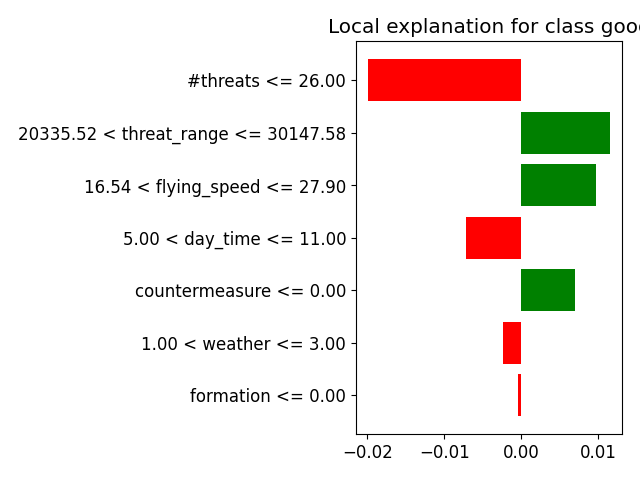 Local explanation for class goo
#threats <= 26.00
20335.52 < threat_range <= 30147.58
16.54 < flying_speed <= 27.90
5.00 < day_time <= 11.00
countermeasure <= 0.00
1.00 < weather <= 3.00
formation <= 0.00
−0.02 −0.01 0.00 0.01